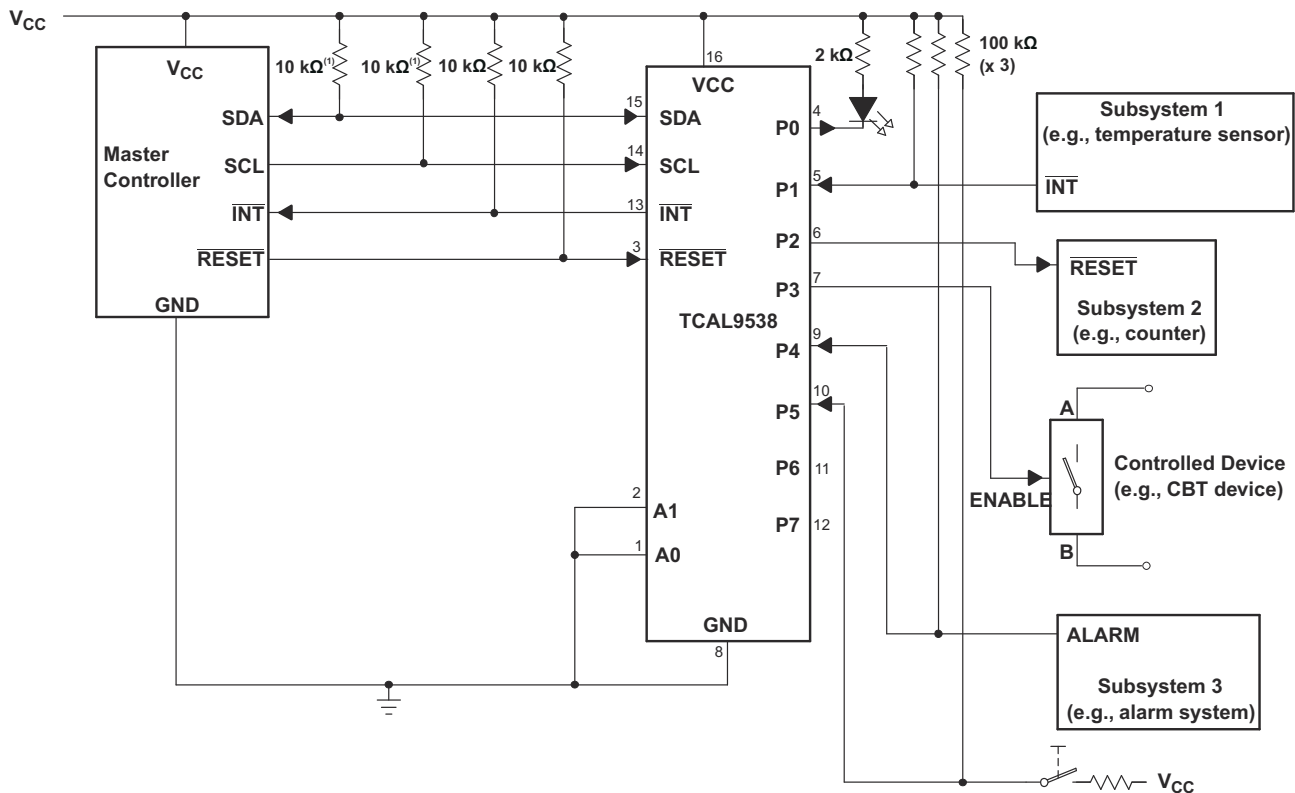 VCC
VCC
10 kΩ(1)
10 kΩ(1)
10 kΩ
10 kΩ
16
VCC
2 kΩ
100 kΩ
(x 3)
Master
Controller
SDA
SCL
INT
RESET
GND
15
SDA
14
SCL
13
INT
3
RESET
TCAL9538
2
A1
1
A0
GND
8
P0
4
P1
5
P2
6
P3
7
P4
9
P5
10
P6
11
P7
12
Subsystem 1
(e.g., temperature sensor)
INT
RESET
Subsystem 2
(e.g., counter)
A
ENABLE
B
Controlled Device
(e.g., CBT device)
ALARM
Subsystem 3
(e.g., alarm system)
VCC